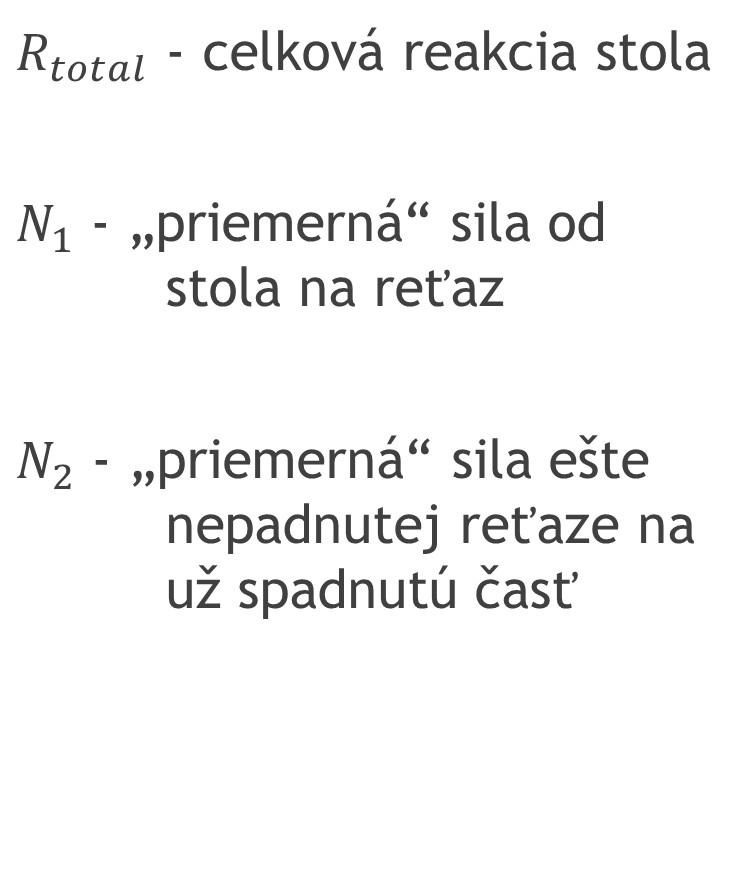 R_total - celková reakcia stola
N_1 - „priemerná“ sila od
stola na reťaz
N_2 - „priemerná“ sila ešte
nepadnutej reťaze na
už spadnutú časť